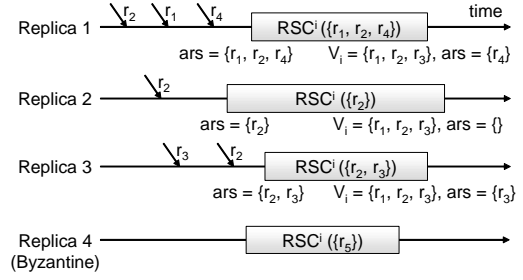 time
r₂ r₁ r₄
Replica 1 RSCⁱ ({r₁, r₂, r₄})
ars = {r₁, r₂, r₄} Vᵢ = {r₁, r₂, r₃}, ars = {r₄}
r₂
Replica 2 RSCⁱ ({r₂})
ars = {r₂} Vᵢ = {r₁, r₂, r₃}, ars = {}
r₃ r₂
Replica 3 RSCⁱ ({r₂, r₃})
ars = {r₂, r₃} Vᵢ = {r₁, r₂, r₃}, ars = {r₃}
Replica 4 RSCⁱ ({r₅})
(Byzantine)